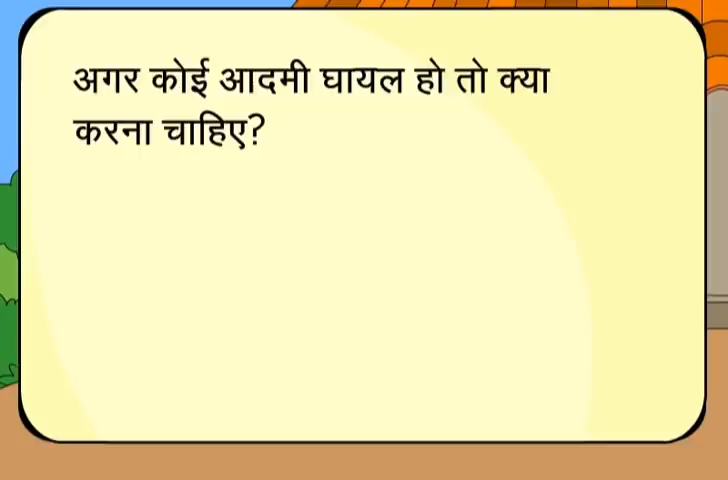 अगर कोई आदमी घायल हो तो क्या
करना चाहिए?